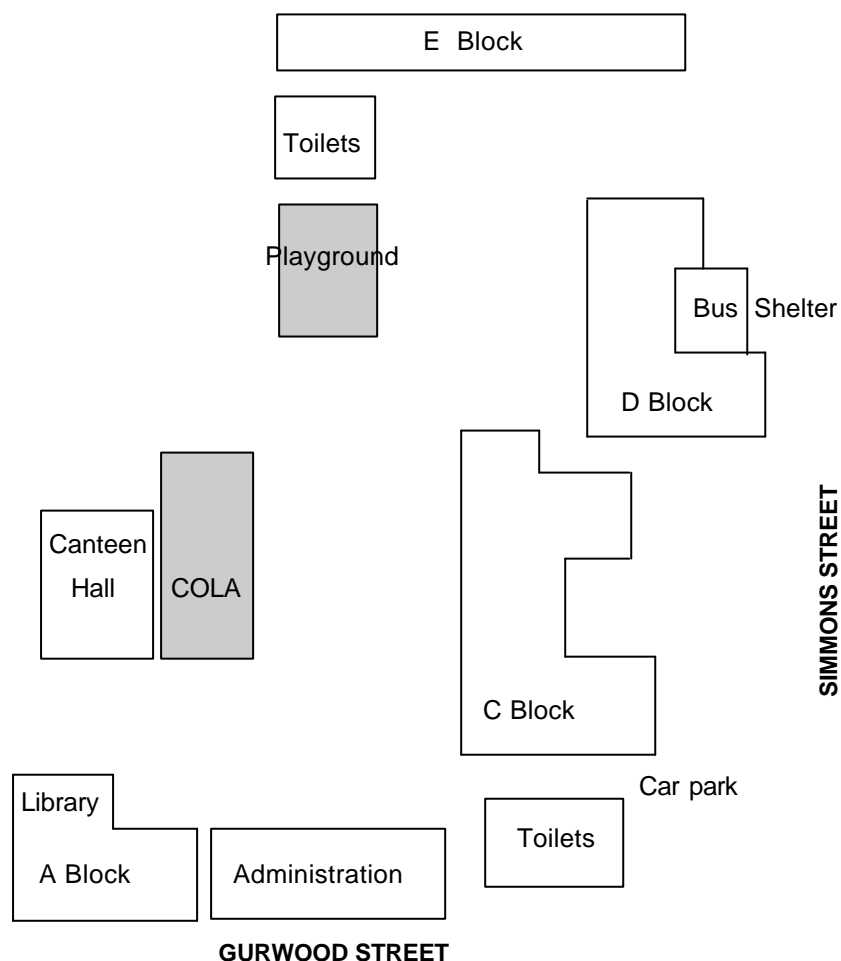 E Block
Toilets
Playground
Bus Shelter
D Block
Canteen
Hall
COLA
SIMMONS STREET
C Block
Car park
Library
Toilets
A Block
Administration
GURWOOD STREET